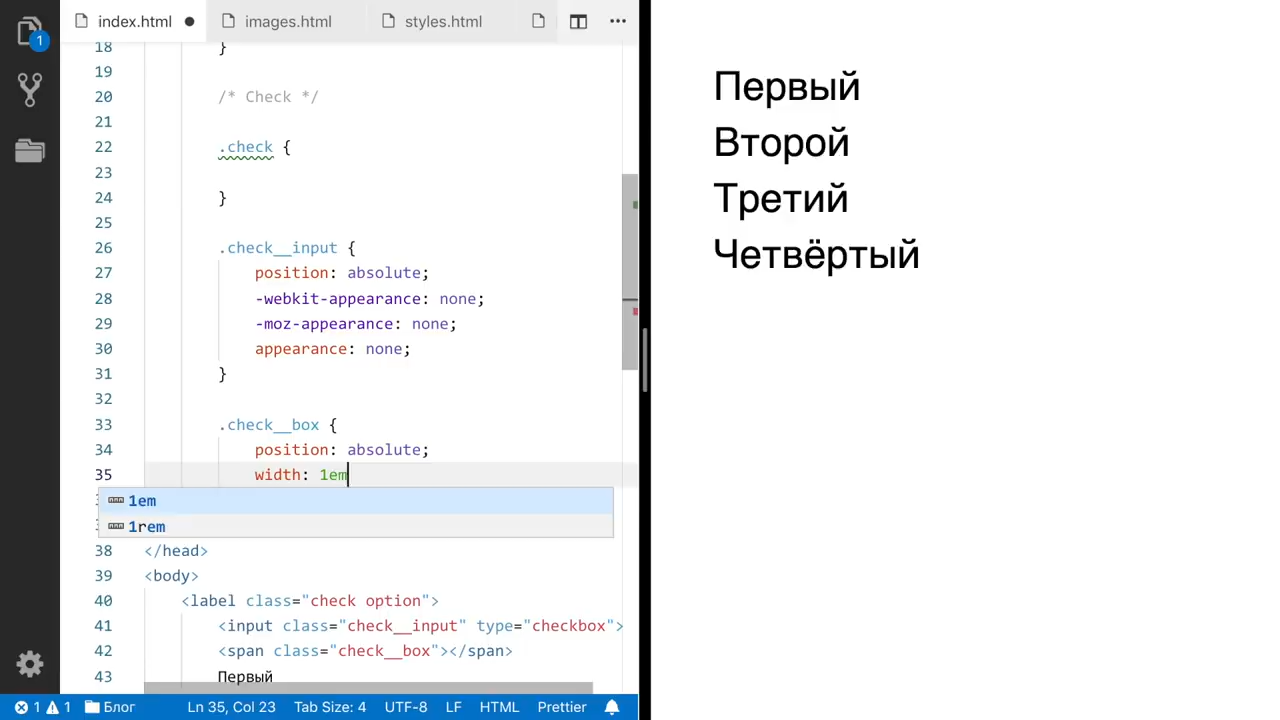 index.html
images.html
styles.html
1
18 }
19
20 /* Check */
21
22 .check {
23
24 }
25
26 .check__input {
27 position: absolute;
28 -webkit-appearance: none;
29 -moz-appearance: none;
30 appearance: none;
31 }
32
33 .check__box {
34 position: absolute;
35 width: 1em
1em
1rem
38 </head>
39 <body>
40 <label class="check option">
41 <input class="check__input" type="checkbox">
42 <span class="check__box"></span>
43 Первый
1 1 Блог Ln 35, Col 23 Tab Size: 4 UTF-8 LF HTML Prettier
Первый
Второй
Третий
Четвёртый